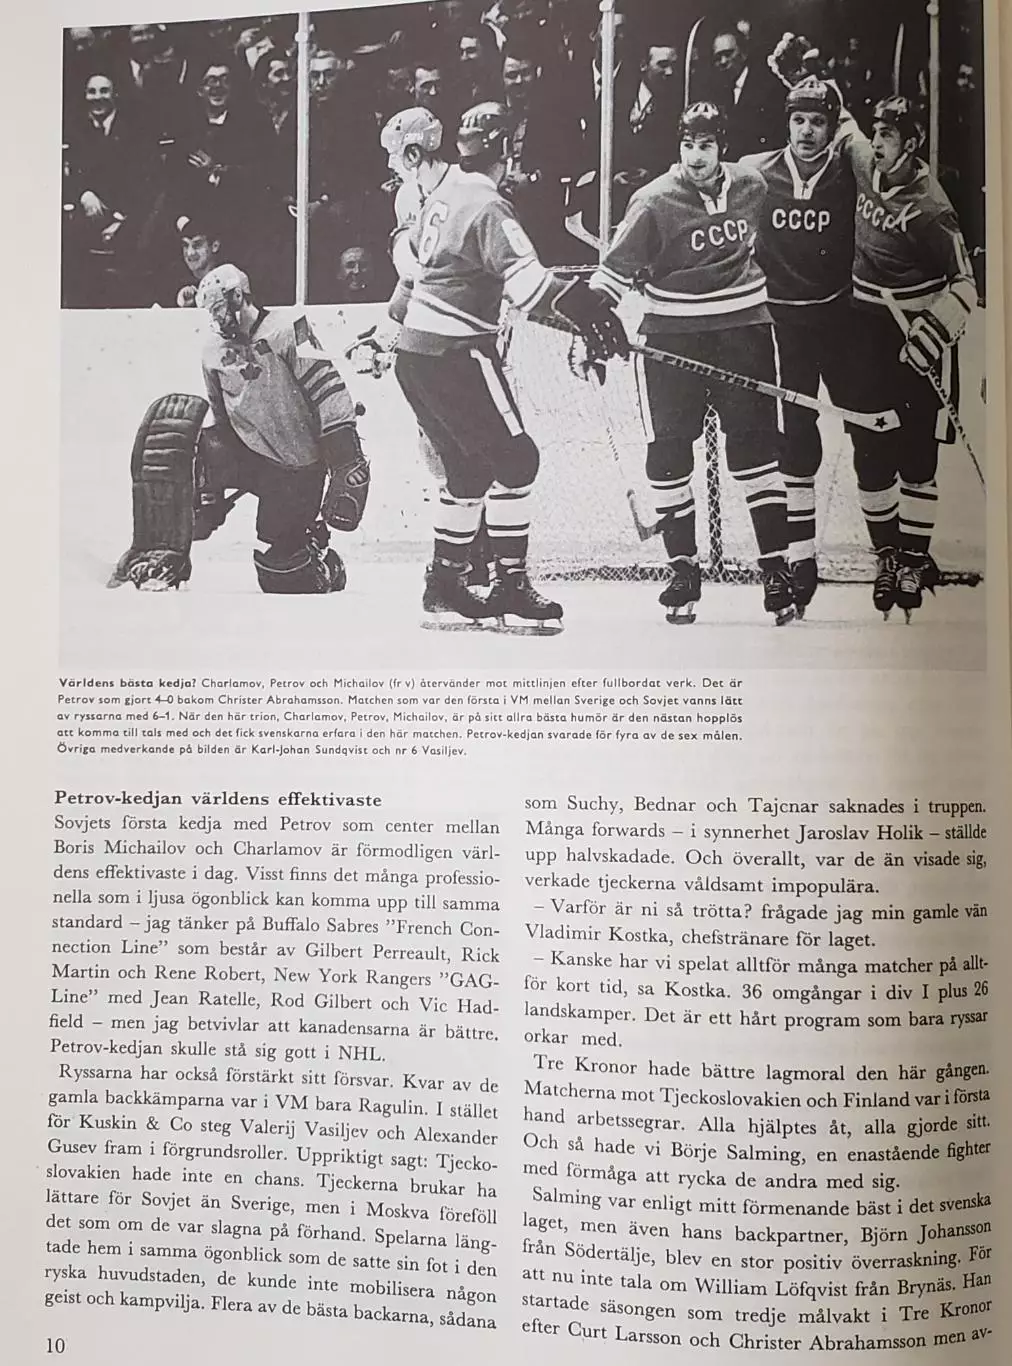 6
CCCP
CCCP
Världens bästa kedja? Charlamov, Petrov och Michailov (fr v) återvänder mot mittlinjen efter fullbordat verk. Det är
Petrov som gjort 4–0 bakom Christer Abrahamsson. Matchen som var den första i VM mellan Sverige och Sovjet vanns lätt
av ryssarna med 6–1. När den här trion, Charlamov, Petrov, Michailov, är på sitt allra bästa humör är den nästan hopplös
att komma till tals med och det fick svenskarna erfara i den här matchen. Petrov-kedjan svarade för fyra av de sex målen.
Övriga medverkande på bilden är Karl-Johan Sundqvist och nr 6 Vasiljev.
Petrov-kedjan världens effektivaste
Sovjets första kedja med Petrov som center mellan
Boris Michailov och Charlamov är förmodligen värl-
dens effektivaste i dag. Visst finns det många professio-
nella som i ljusa ögonblick kan komma upp till samma
standard – jag tänker på Buffalo Sabres ”French Con-
nection Line” som består av Gilbert Perreault, Rick
Martin och Rene Robert, New York Rangers ”GAG-
Line” med Jean Ratelle, Rod Gilbert och Vic Had-
field – men jag betvivlar att kanadensarna är bättre.
Petrov-kedjan skulle stå sig gott i NHL.
Ryssarna har också förstärkt sitt försvar. Kvar av de
gamla backkämparna var i VM bara Ragulin. I stället
för Kuskin & Co steg Valerij Vasiljev och Alexander
Gusev fram i förgrundsroller. Uppriktigt sagt: Tjecko-
slovakien hade inte en chans. Tjeckerna brukar ha
lättare för Sovjet än Sverige, men i Moskva föreföll
det som om de var slagna på förhand. Spelarna läng-
tade hem i samma ögonblick som de satte sin fot i den
ryska huvudstaden, de kunde inte mobilisera någon
geist och kampvilja. Flera av de bästa backarna, sådana
10
som Suchy, Bednar och Tajcnar saknades i truppen.
Många forwards – i synnerhet Jaroslav Holik – ställde
upp halvskadade. Och överallt, var de än visade sig,
verkade tjeckerna våldsamt impopulära.
– Varför är ni så trötta? frågade jag min gamle vän
Vladimir Kostka, chefstränare för laget.
– Kanske har vi spelat alltför många matcher på allt-
för kort tid, sa Kostka. 36 omgångar i div I plus 26
landskamper. Det är ett hårt program som bara ryssar
orkar med.
Tre Kronor hade bättre lagmoral den här gången.
Matcherna mot Tjeckoslovakien och Finland var i första
hand arbetssegrar. Alla hjälptes åt, alla gjorde sitt.
Och så hade vi Börje Salming, en enastående fighter
med förmåga att rycka de andra med sig.
Salming var enligt mitt förmenande bäst i det svenska
laget, men även hans backpartner, Björn Johansson
från Södertälje, blev en stor positiv överraskning. För
att nu inte tala om William Löfqvist från Brynäs. Han
startade säsongen som tredje målvakt i Tre Kronor
efter Curt Larsson och Christer Abrahamsson men av-